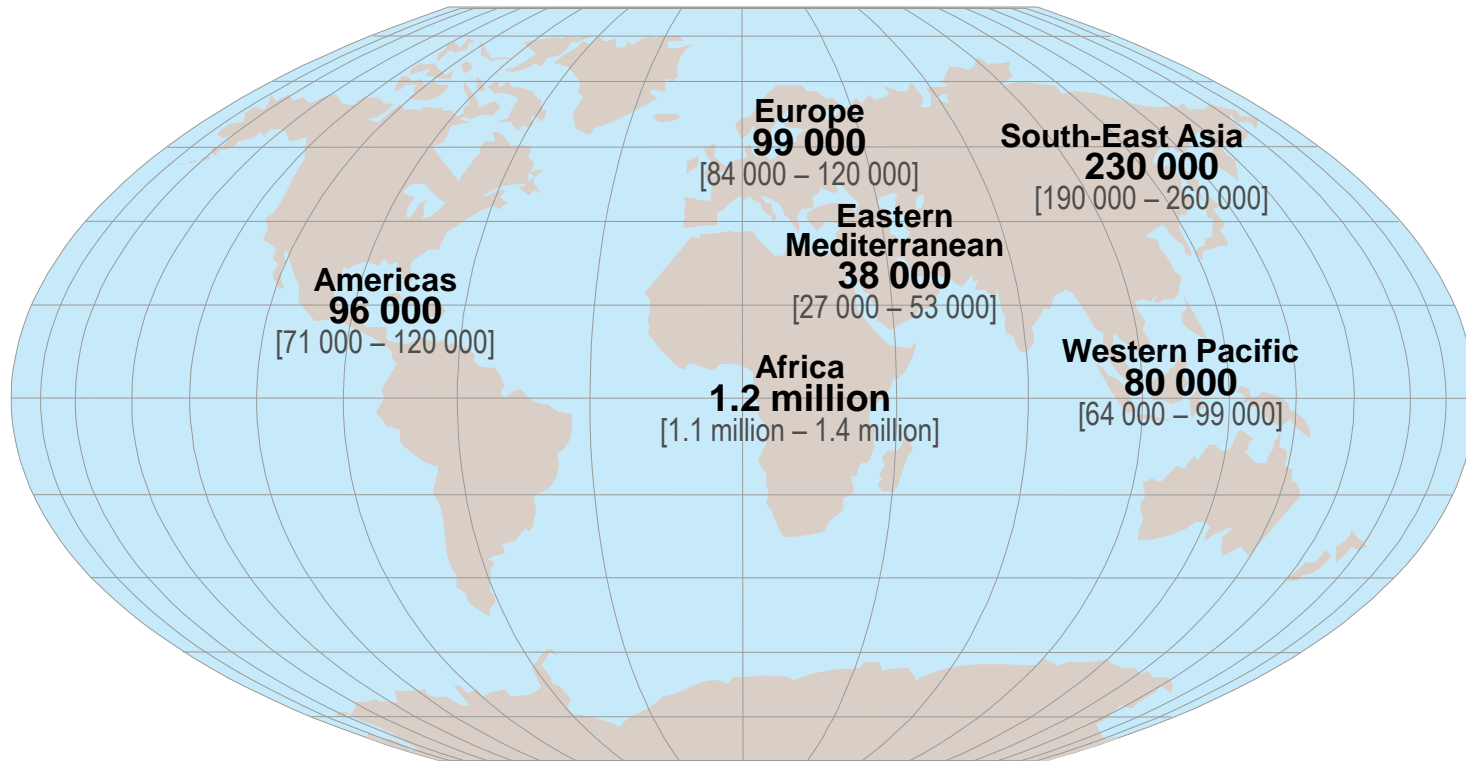 Europe
99 000
[84 000 – 120 000]
South-East Asia
230 000
[190 000 – 260 000]
Eastern
Mediterranean
38 000
[27 000 – 53 000]
Americas
96 000
[71 000 – 120 000]
Western Pacific
80 000
[64 000 – 99 000]
Africa
1.2 million
[1.1 million – 1.4 million]